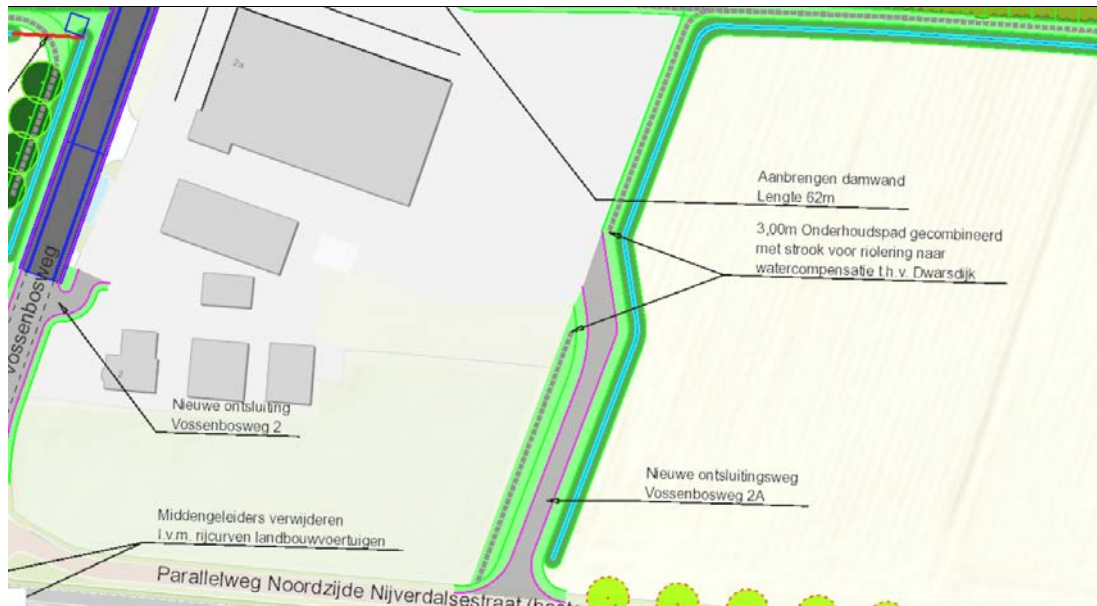 2a
Aanbrengen damwand
Lengte 62m
3,00m Onderhoudspad gecombineerd
met strook voor riolering naar
watercompensatie t.h.v. Dwarsdijk
Vossenbosweg
2
Nieuwe ontsluiting
Vossenbosweg 2
Nieuwe ontsluitingsweg
Vossenbosweg 2A
Middengeleiders verwijderen
i.v.m. rijcurven landbouwvoertuigen
Parallelweg Noordzijde Nijverdalsestraat